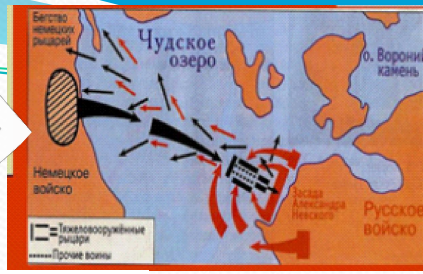 Бегство
немецких
рыцарей
Чудское
озеро
о. Вороний
камень
Немецкое
войско
Засада
Александра
Невского
Русское
войско
Тяжеловооружённые
рыцари
Прочие воины